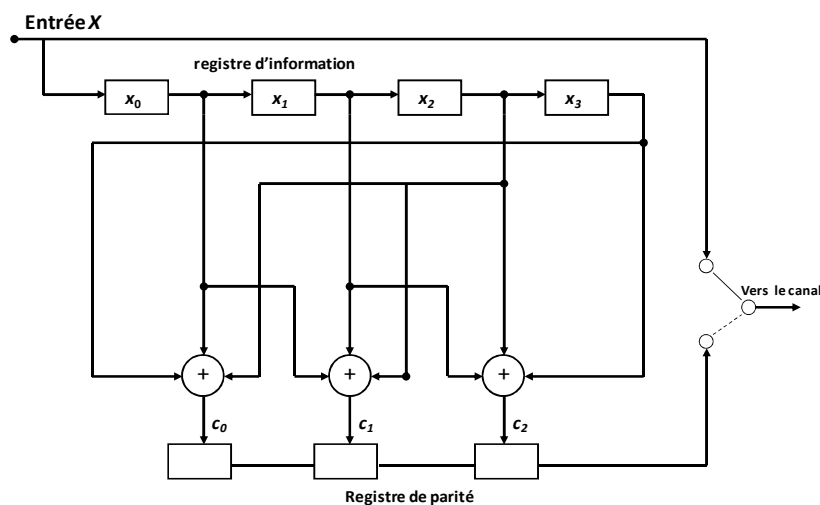 Entrée X
registre d'information
x0 x1 x2 x3
Vers le canal
+ + +
c0 c1 c2
Registre de parité